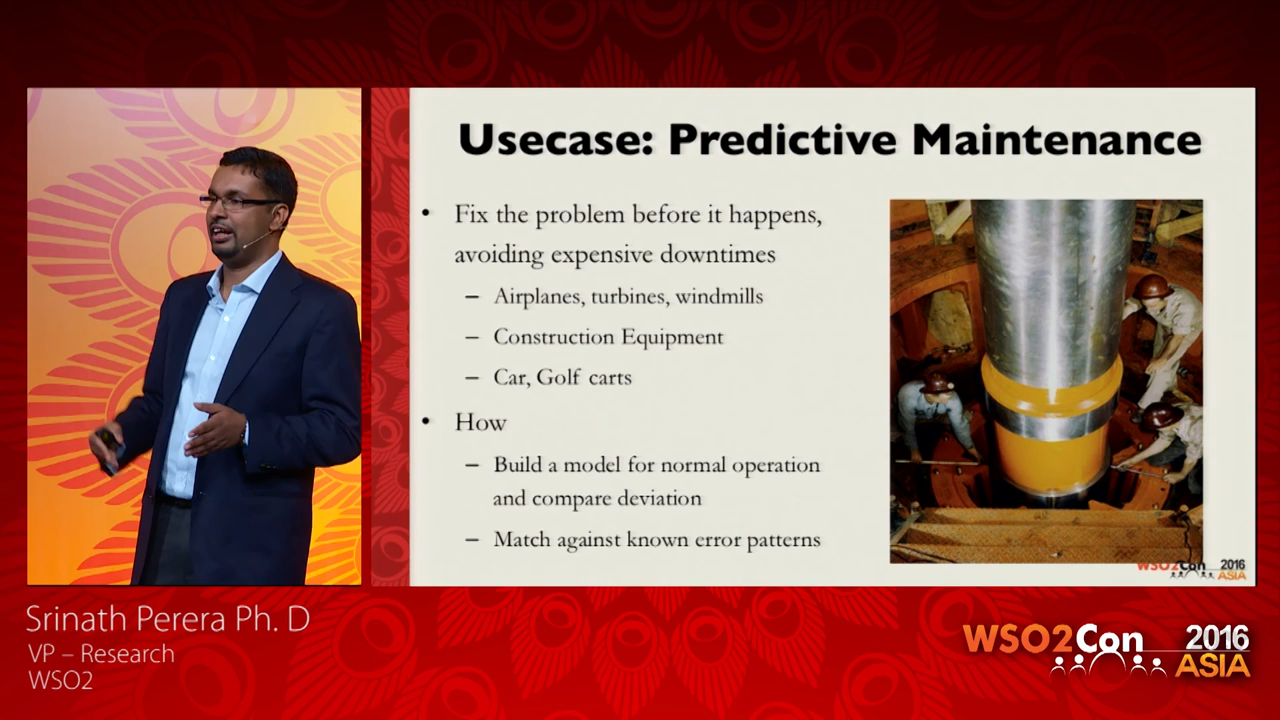 Usecase: Predictive Maintenance
• Fix the problem before it happens,
avoiding expensive downtimes
– Airplanes, turbines, windmills
– Construction Equipment
– Car, Golf carts
• How
– Build a model for normal operation
and compare deviation
– Match against known error patterns
WSO2Con 2016
ASIA
Srinath Perera Ph. D
VP – Research
WSO2
WSO2Con 2016
ASIA